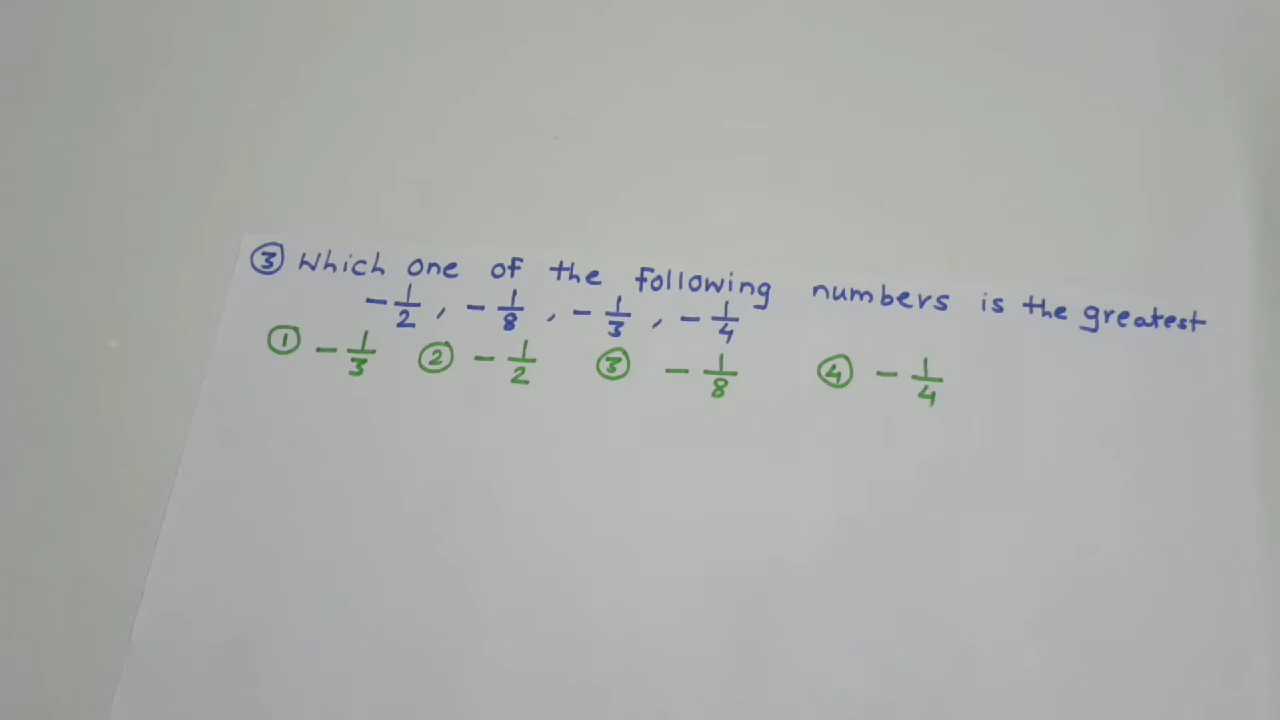 ③ Which one of the following numbers is the greatest
-1/2, -1/8, -1/3, -1/4
① -1/3 ② -1/2 ③ -1/8 ④ -1/4